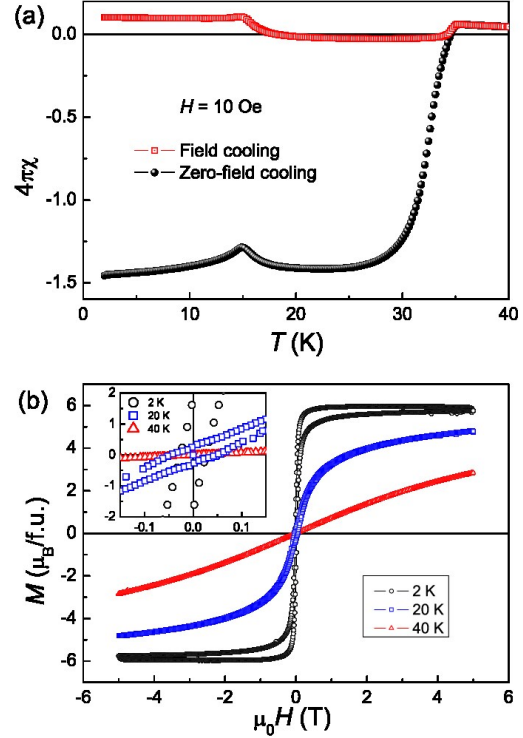 (a)
0.0
-0.5
-1.0
-1.5
4πχ
H = 10 Oe
Field cooling
Zero-field cooling
0 10 20 30 40
T (K)
(b)
6
4
2
0
-2
-4
-6
M (μB/f.u.)
2 K
20 K
40 K
2
1
0
-1
-2
-0.1 0.0 0.1
2 K
20 K
40 K
-6 -4 -2 0 2 4 6
μ0H (T)